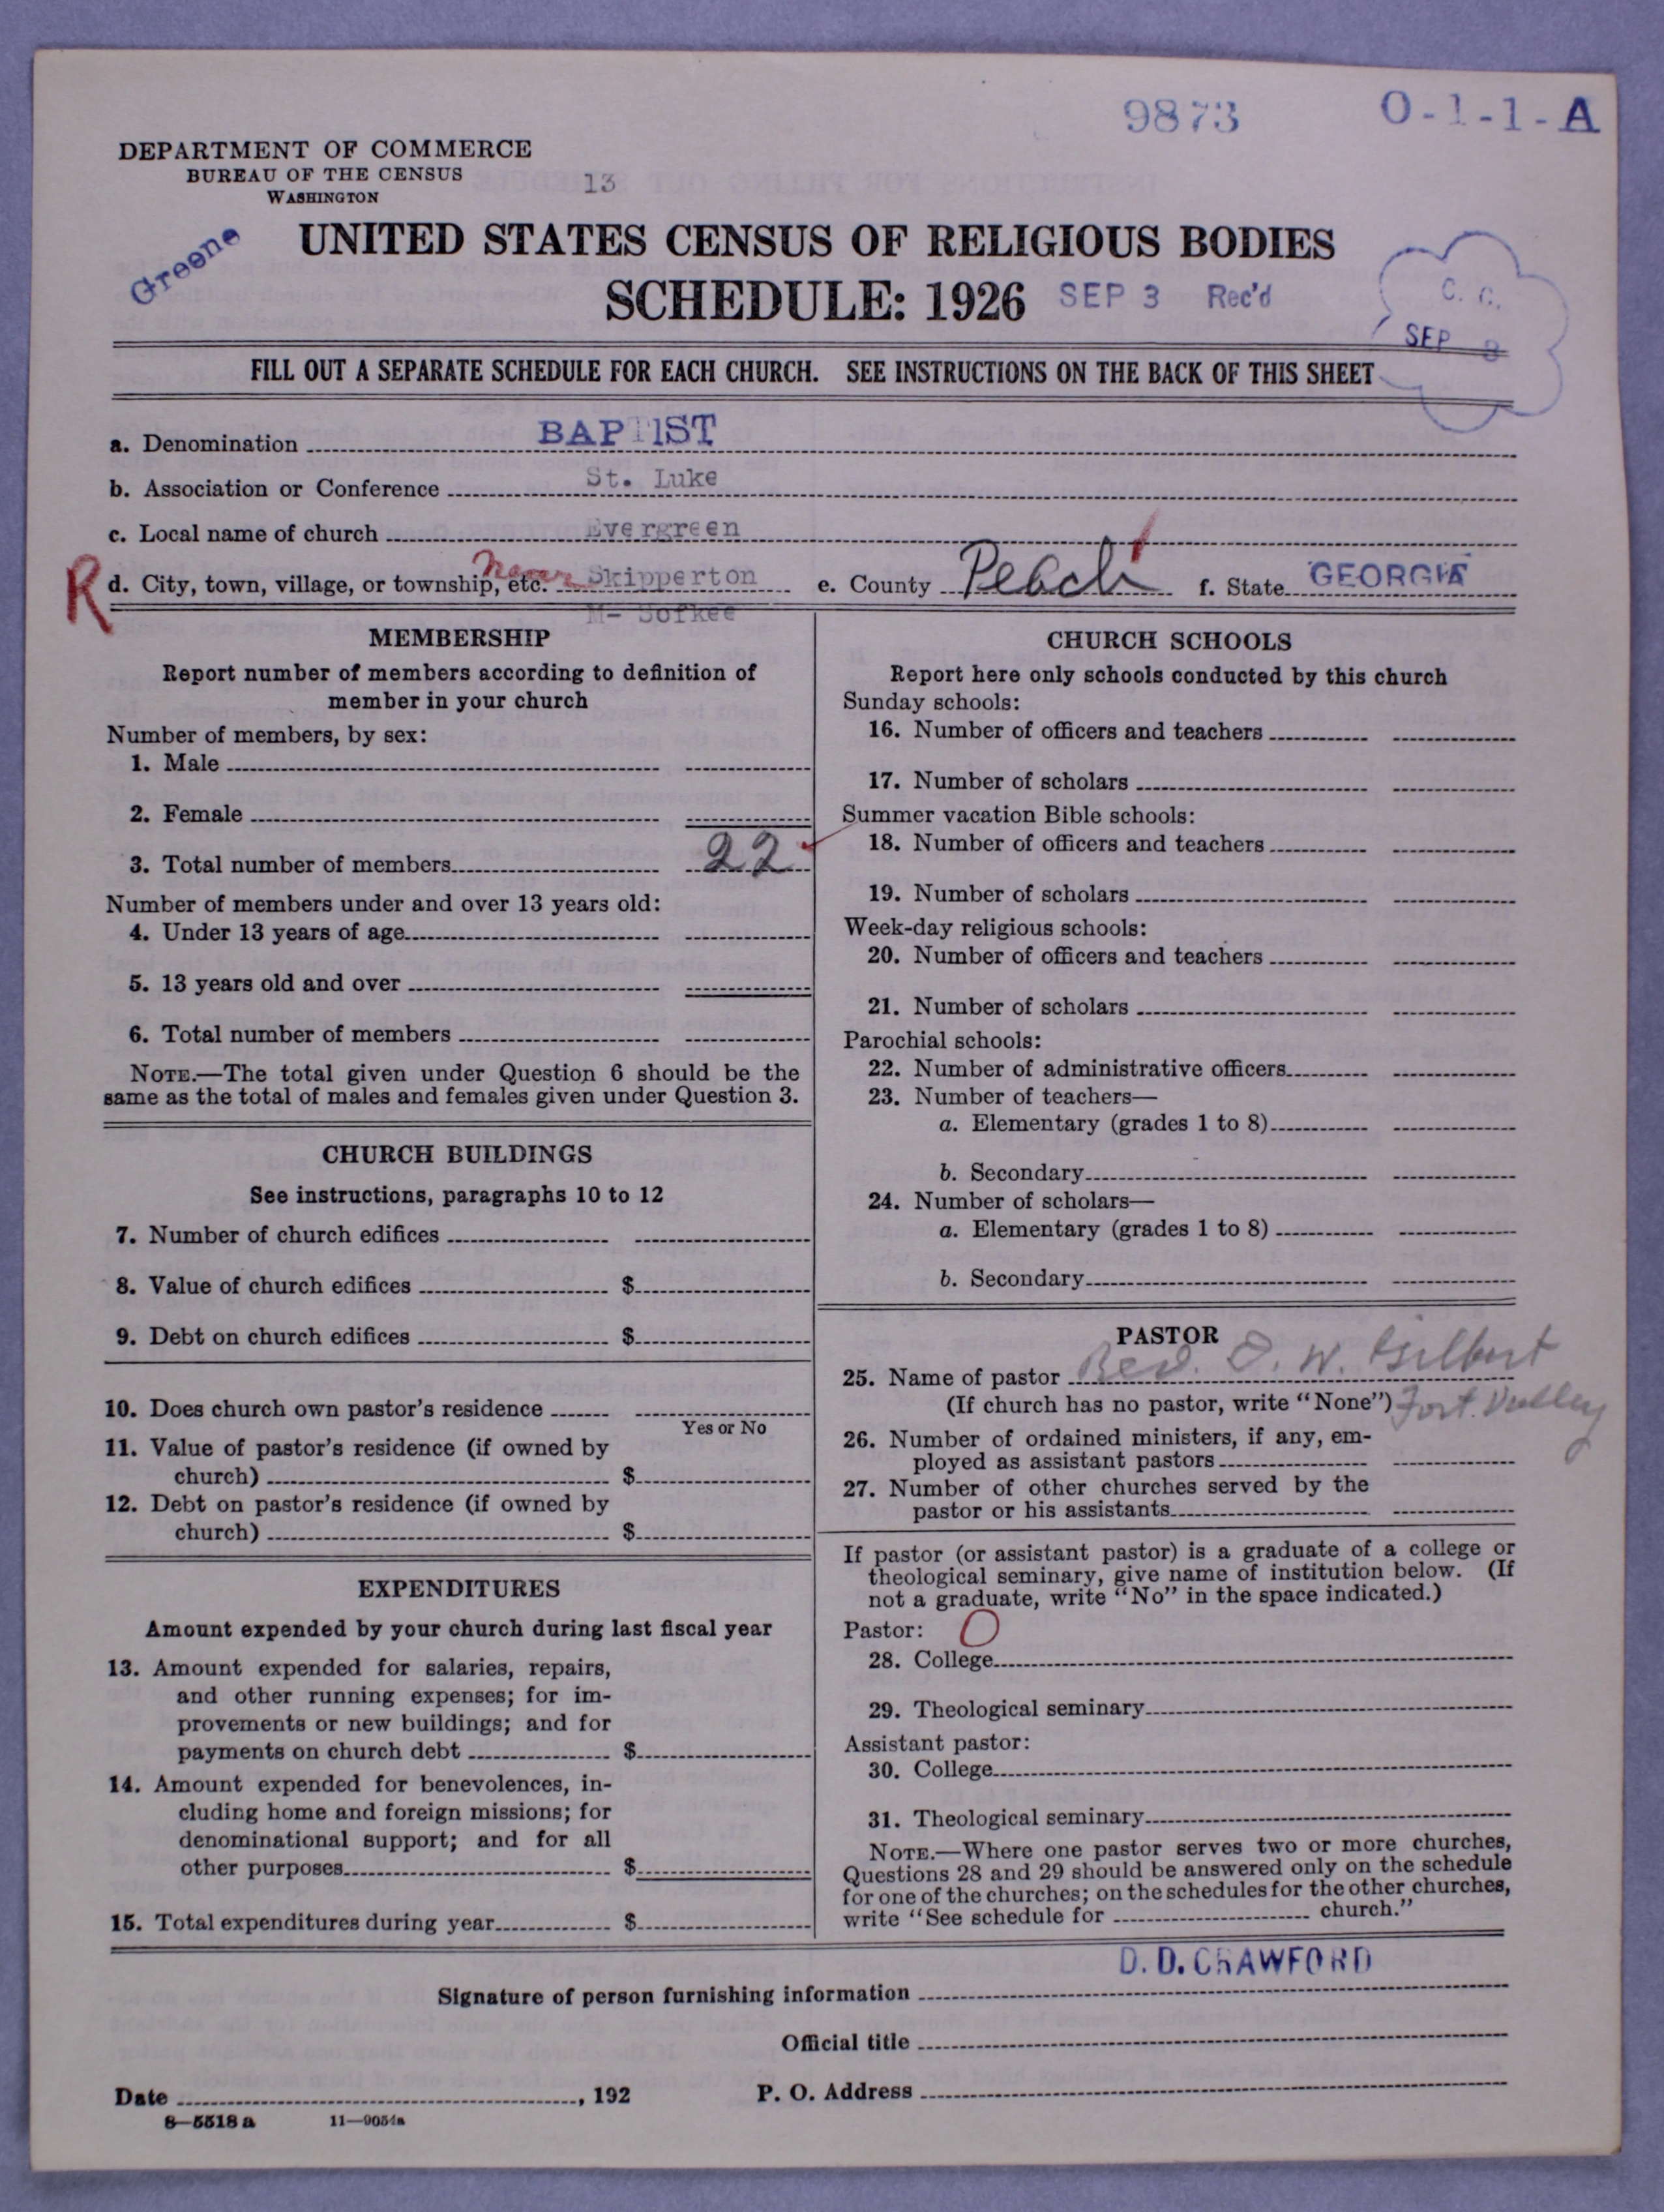 9873 0-1-1-A
DEPARTMENT OF COMMERCE
BUREAU OF THE CENSUS
WASHINGTON
13
Greene
UNITED STATES CENSUS OF RELIGIOUS BODIES
SCHEDULE: 1926 SEP 3 Rec'd
C. C.
SEP 8
FILL OUT A SEPARATE SCHEDULE FOR EACH CHURCH. SEE INSTRUCTIONS ON THE BACK OF THIS SHEET
a. Denomination BAPTIST
b. Association or Conference St. Luke
c. Local name of church Evergreen
R d. City, town, village, or township, etc. near Skipperton e. County Peach f. State GEORGIA
M- Sofkee
MEMBERSHIP
Report number of members according to definition of
member in your church
Number of members, by sex:
1. Male
2. Female
3. Total number of members 22
Number of members under and over 13 years old:
4. Under 13 years of age
5. 13 years old and over
6. Total number of members
NOTE.—The total given under Question 6 should be the
same as the total of males and females given under Question 3.
CHURCH BUILDINGS
See instructions, paragraphs 10 to 12
7. Number of church edifices
8. Value of church edifices $
9. Debt on church edifices $
10. Does church own pastor's residence
Yes or No
11. Value of pastor's residence (if owned by
church) $
12. Debt on pastor's residence (if owned by
church) $
EXPENDITURES
Amount expended by your church during last fiscal year
13. Amount expended for salaries, repairs,
and other running expenses; for im-
provements or new buildings; and for
payments on church debt $
14. Amount expended for benevolences, in-
cluding home and foreign missions; for
denominational support; and for all
other purposes $
15. Total expenditures during year $
CHURCH SCHOOLS
Report here only schools conducted by this church
Sunday schools:
16. Number of officers and teachers
17. Number of scholars
Summer vacation Bible schools:
18. Number of officers and teachers
19. Number of scholars
Week-day religious schools:
20. Number of officers and teachers
21. Number of scholars
Parochial schools:
22. Number of administrative officers
23. Number of teachers—
a. Elementary (grades 1 to 8)
b. Secondary
24. Number of scholars—
a. Elementary (grades 1 to 8)
b. Secondary
PASTOR
25. Name of pastor Rev. O. W. Gilbert
(If church has no pastor, write "None") Fort. Valley
26. Number of ordained ministers, if any, em-
ployed as assistant pastors
27. Number of other churches served by the
pastor or his assistants
If pastor (or assistant pastor) is a graduate of a college or
theological seminary, give name of institution below. (If
not a graduate, write "No" in the space indicated.)
Pastor: O
28. College
29. Theological seminary
Assistant pastor:
30. College
31. Theological seminary
NOTE.—Where one pastor serves two or more churches,
Questions 28 and 29 should be answered only on the schedule
for one of the churches; on the schedules for the other churches,
write "See schedule for church."
D. D. CRAWFORD
Signature of person furnishing information
Official title
Date , 192 P. O. Address
8—5518 a 11—9054a